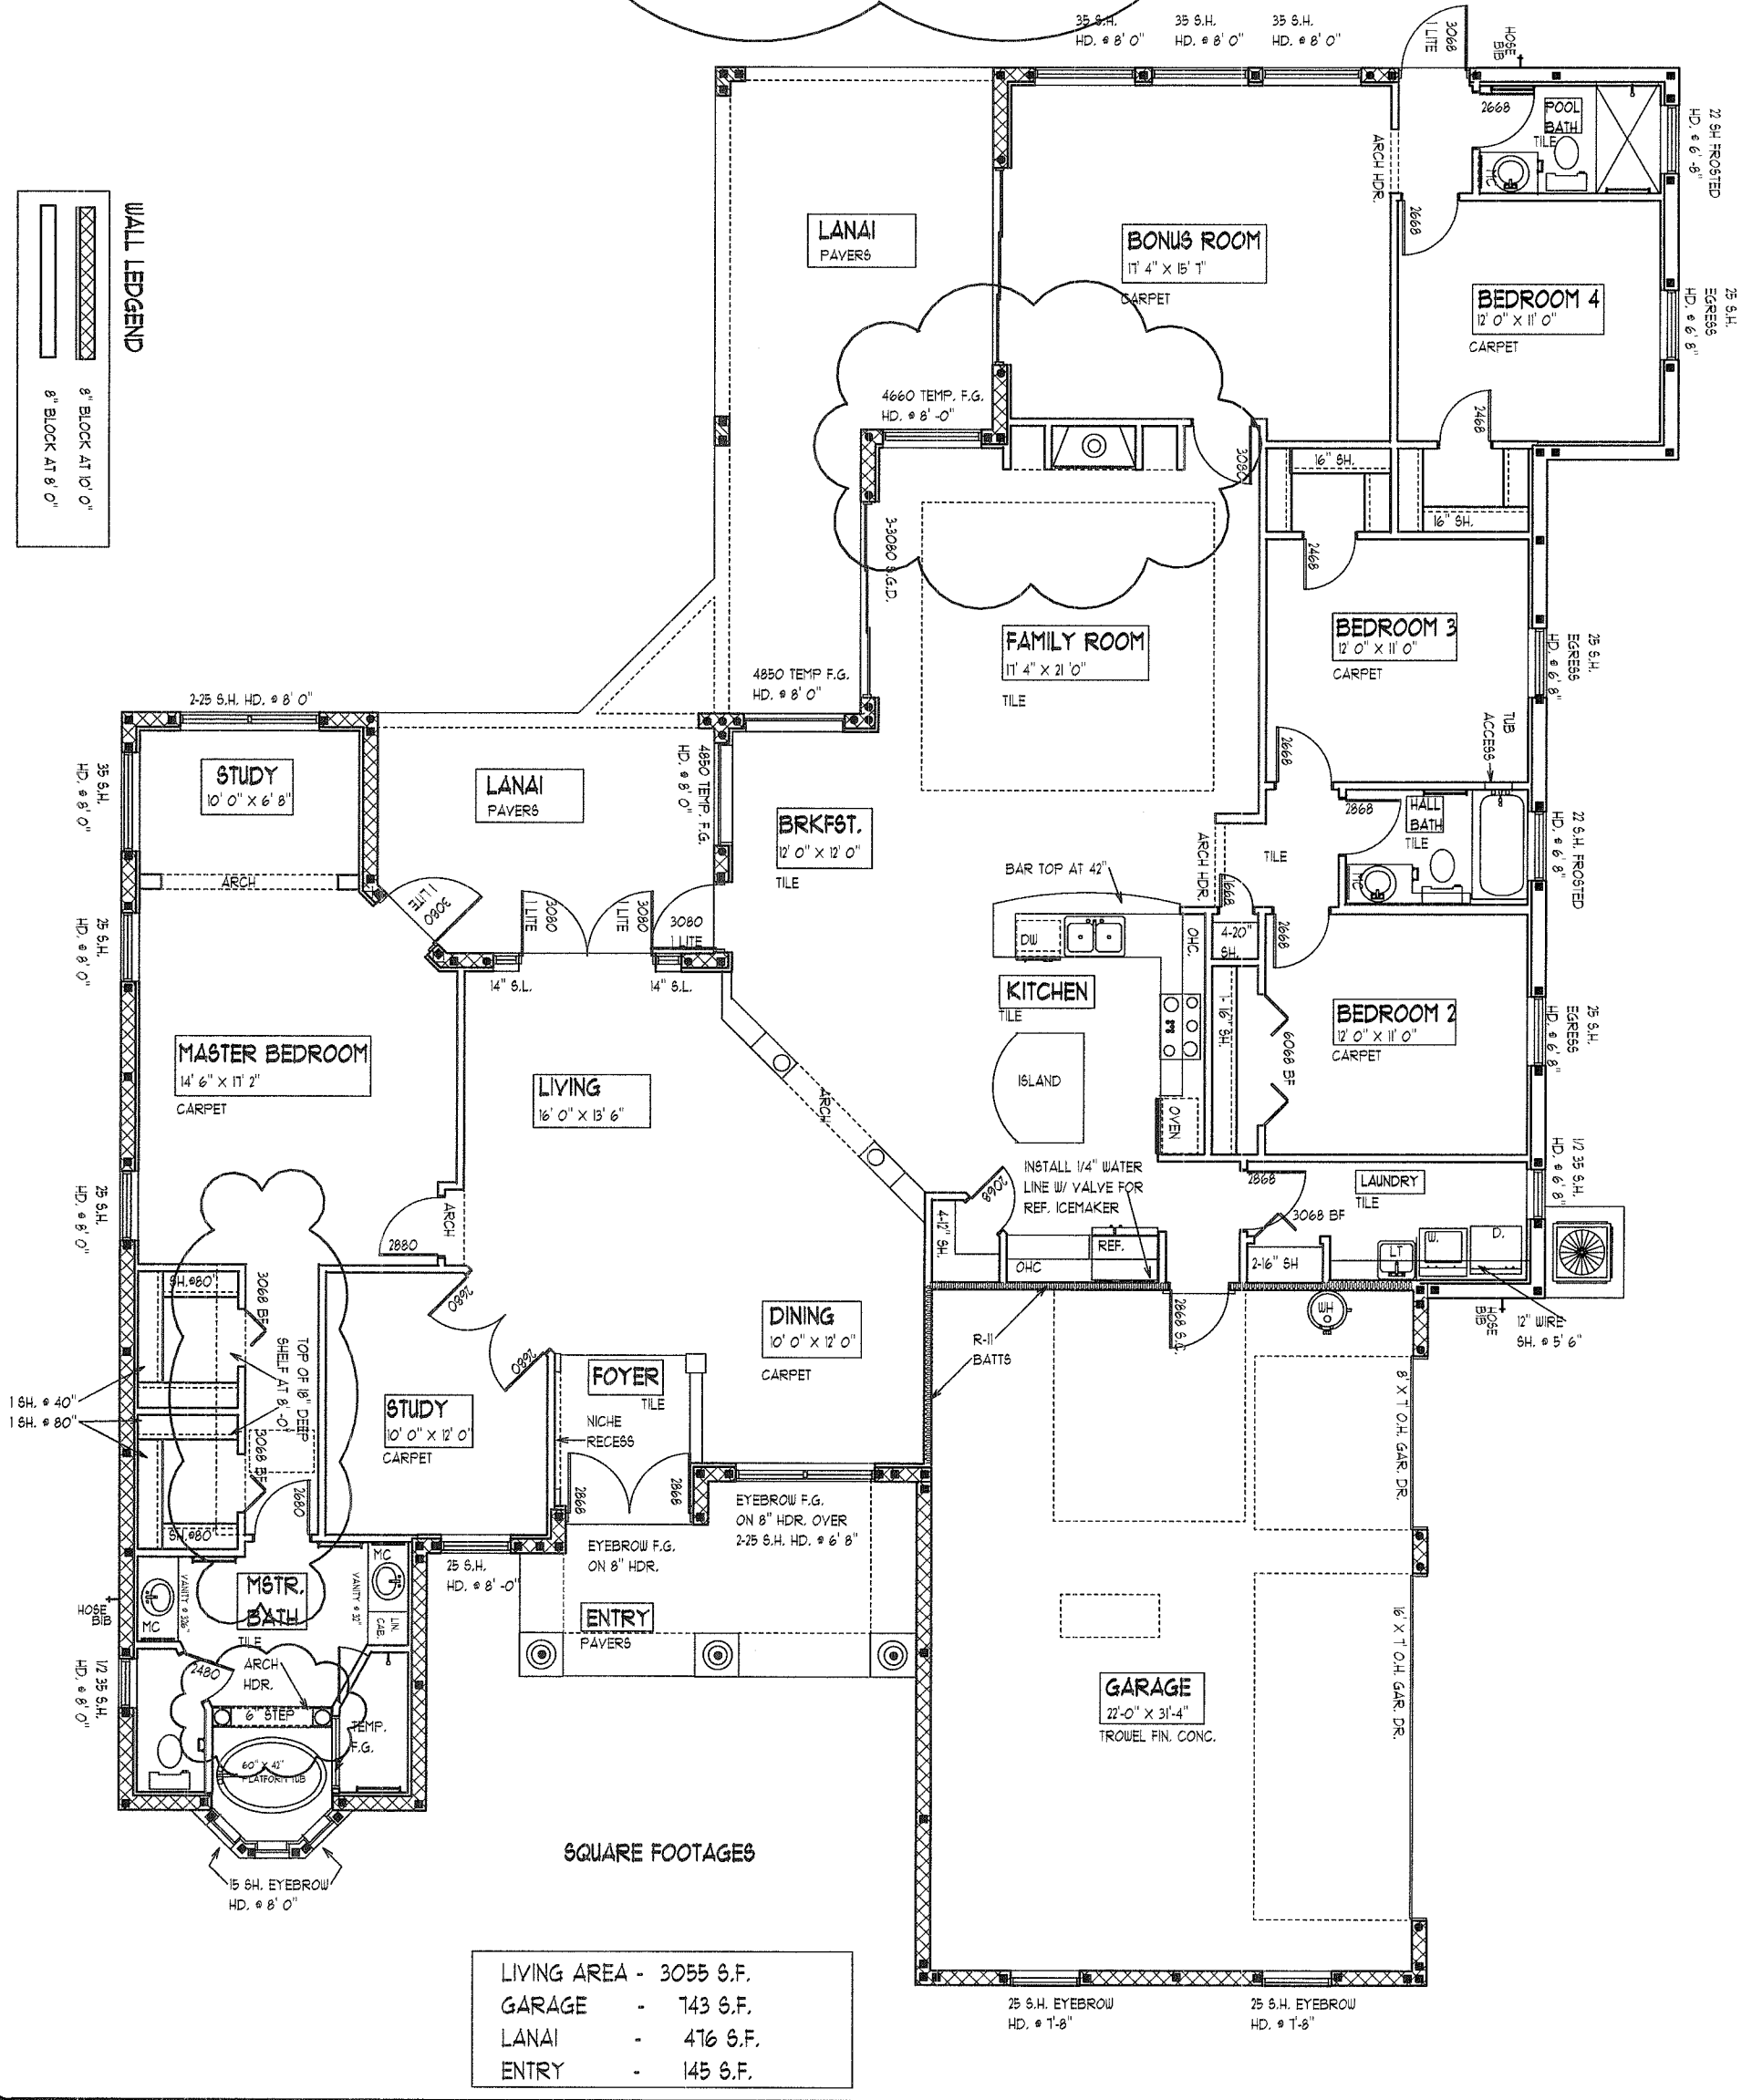 35 S.H.
HD. @ 8' 0"
35 S.H.
HD. @ 8' 0"
35 S.H.
HD. @ 8' 0"
3068
1 LITE
HOSE
BIB
2668
POOL
BATH
TILE
MC
22 SH FROSTED
HD. @ 6'-8"
ARCH HDR.
2668
LANAI
PAVERS
BONUS ROOM
17' 4" X 15' 7"
CARPET
BEDROOM 4
12' 0" X 11' 0"
CARPET
25 S.H.
EGRESS
HD. @ 6' 8"
WALL LEDGEND
8" BLOCK AT 10' 0"
8" BLOCK AT 8' 0"
4660 TEMP. F.G.
HD. @ 8' -0"
2468
3080
16" SH.
16" SH.
3-3080 S.G.D.
2468
FAMILY ROOM
17' 4" X 21' 0"
TILE
BEDROOM 3
12' 0" X 11' 0"
CARPET
25 S.H.
EGRESS
HD. @ 6' 8"
4850 TEMP F.G.
HD. @ 8' 0"
2-25 S.H. HD. @ 8' 0"
TUB
ACCESS
2668
STUDY
10' 0" X 6' 8"
35 S.H.
HD. @ 8' 0"
LANAI
PAVERS
4850 TEMP. F.G.
HD. @ 8' 0"
BRKFST.
12' 0" X 12' 0"
TILE
2868
HALL
BATH
TILE
MC
22 S.H. FROSTED
HD. @ 6' 8"
TILE
ARCH HDR.
BAR TOP AT 42"
1668
ARCH
3080
1 LITE
3080
1 LITE
3080
1 LITE
3080
1 LITE
25 S.H.
HD. @ 8' 0"
DW
OHC.
4-20"
SH.
2668
14" S.L.
14" S.L.
KITCHEN
TILE
1-16" SH.
BEDROOM 2
12' 0" X 11' 0"
CARPET
25 S.H.
EGRESS
HD. @ 6' 8"
6068 BF
MASTER BEDROOM
14' 6" X 17' 2"
CARPET
LIVING
16' 0" X 13' 6"
ARCH
ISLAND
OVEN
INSTALL 1/4" WATER
LINE W/ VALVE FOR
REF. ICEMAKER
2068
2868
LAUNDRY
TILE
1/2 35 S.H.
HD. @ 6' 8"
3068 BF
25 S.H.
HD. @ 8' 0"
ARCH
2880
4-12" SH.
OHC
REF.
2-16" SH
LT
W.
D.
SH.@80"
3068 BF
2680
2680
DINING
10' 0" X 12' 0"
CARPET
R-11
BATTS
2868 S.C.
WH
HOSE
BIB
12" WIRE
SH. @ 5' 6"
TOP OF 18" DEEP
SHELF AT 8'-0"
1 SH. @ 40"
1 SH. @ 80"
FOYER
TILE
NICHE
RECESS
STUDY
10' 0" X 12' 0"
CARPET
8' X 7' O.H. GAR. DR.
3068 BF
2680
SH.@80"
2868
2868
EYEBROW F.G.
ON 8" HDR. OVER
2-25 S.H. HD. @ 6' 8"
EYEBROW F.G.
ON 8" HDR.
25 S.H.
HD. @ 8' -0"
MC
MC
MSTR.
BATH
TILE
VANITY @ 32"
LIN.
CAB.
HOSE
BIB
ENTRY
PAVERS
1/2 35 S.H.
HD. @ 8' 0"
2480
ARCH
HDR.
6" STEP
TEMP.
F.G.
60" X 42"
PLATFORM TUB
GARAGE
22'-0" X 31'-4"
TROWEL FIN. CONC.
16' X 7' O.H. GAR. DR.
15 SH. EYEBROW
HD. @ 8' 0"
SQUARE FOOTAGES
LIVING AREA - 3055 S.F.
GARAGE - 743 S.F.
LANAI - 476 S.F.
ENTRY - 145 S.F.
25 S.H. EYEBROW
HD. @ 7'-8"
25 S.H. EYEBROW
HD. @ 7'-8"